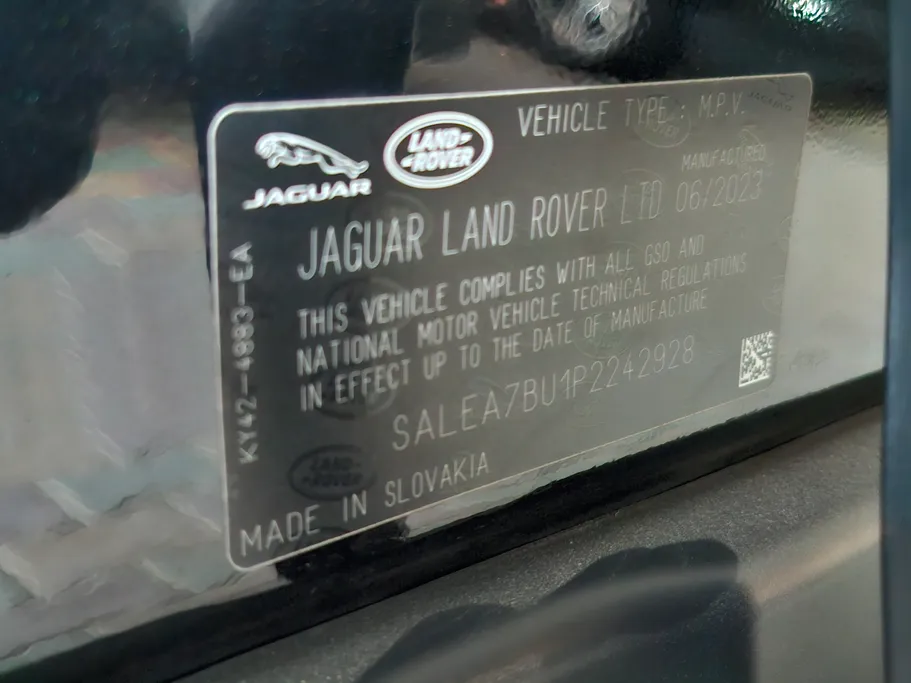 VEHICLE TYPE : M.P.V.
JAGUAR
LAND-
-ROVER
MANUFACTURED
JAGUAR LAND ROVER LTD 06/2023
THIS VEHICLE COMPLIES WITH ALL GSO AND
NATIONAL MOTOR VEHICLE TECHNICAL REGULATIONS
IN EFFECT UP TO THE DATE OF MANUFACTURE
SALEA7BU1P2242928
KY42-4883-EA
LAND-
-ROVER
MADE IN SLOVAKIA